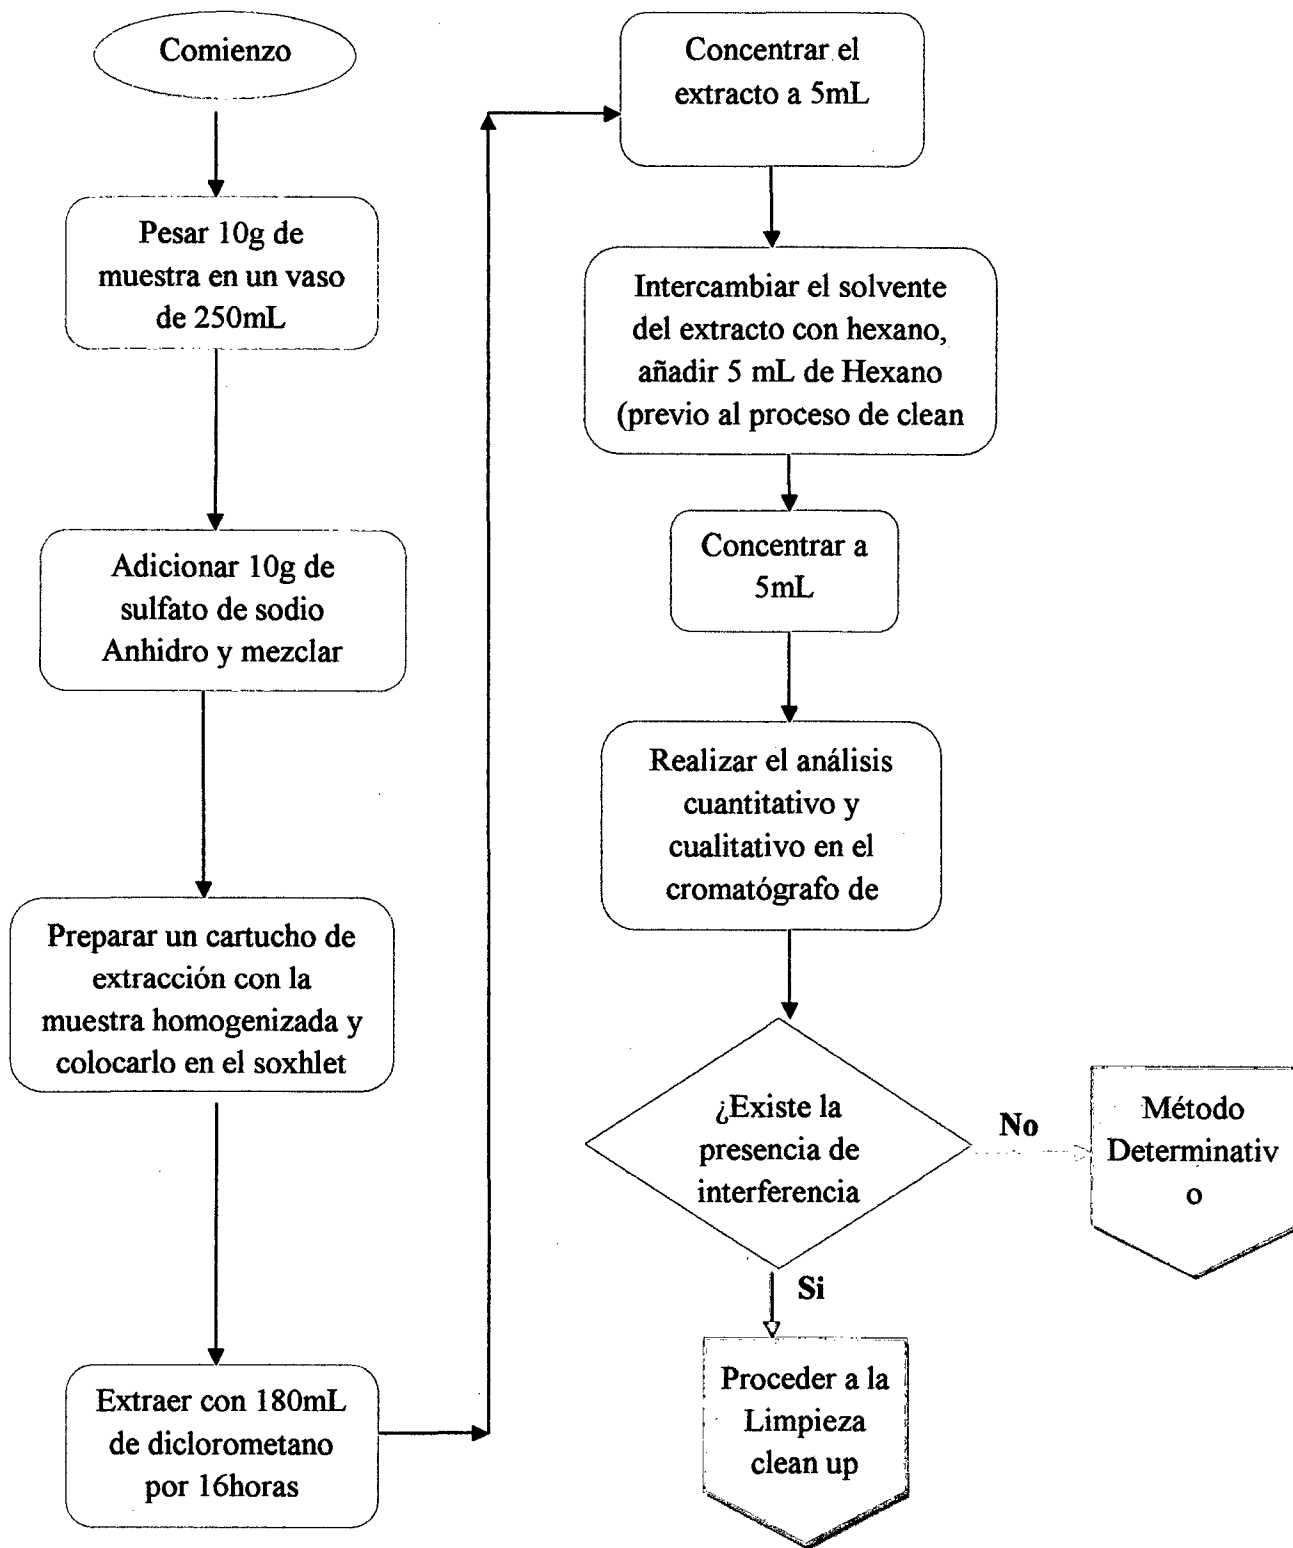 Comienzo
Pesar 10g de
muestra en un vaso
de 250mL
Adicionar 10g de
sulfato de sodio
Anhidro y mezclar
Preparar un cartucho de
extracción con la
muestra homogenizada y
colocarlo en el soxhlet
Extraer con 180mL
de diclorometano
por 16horas
Concentrar el
extracto a 5mL
Intercambiar el solvente
del extracto con hexano,
añadir 5 mL de Hexano
(previo al proceso de clean
Concentrar a
5mL
Realizar el análisis
cuantitativo y
cualitativo en el
cromatógrafo de
¿Existe la
presencia de
interferencia
No
Método
Determinativ
o
Si
Proceder a la
Limpieza
clean up